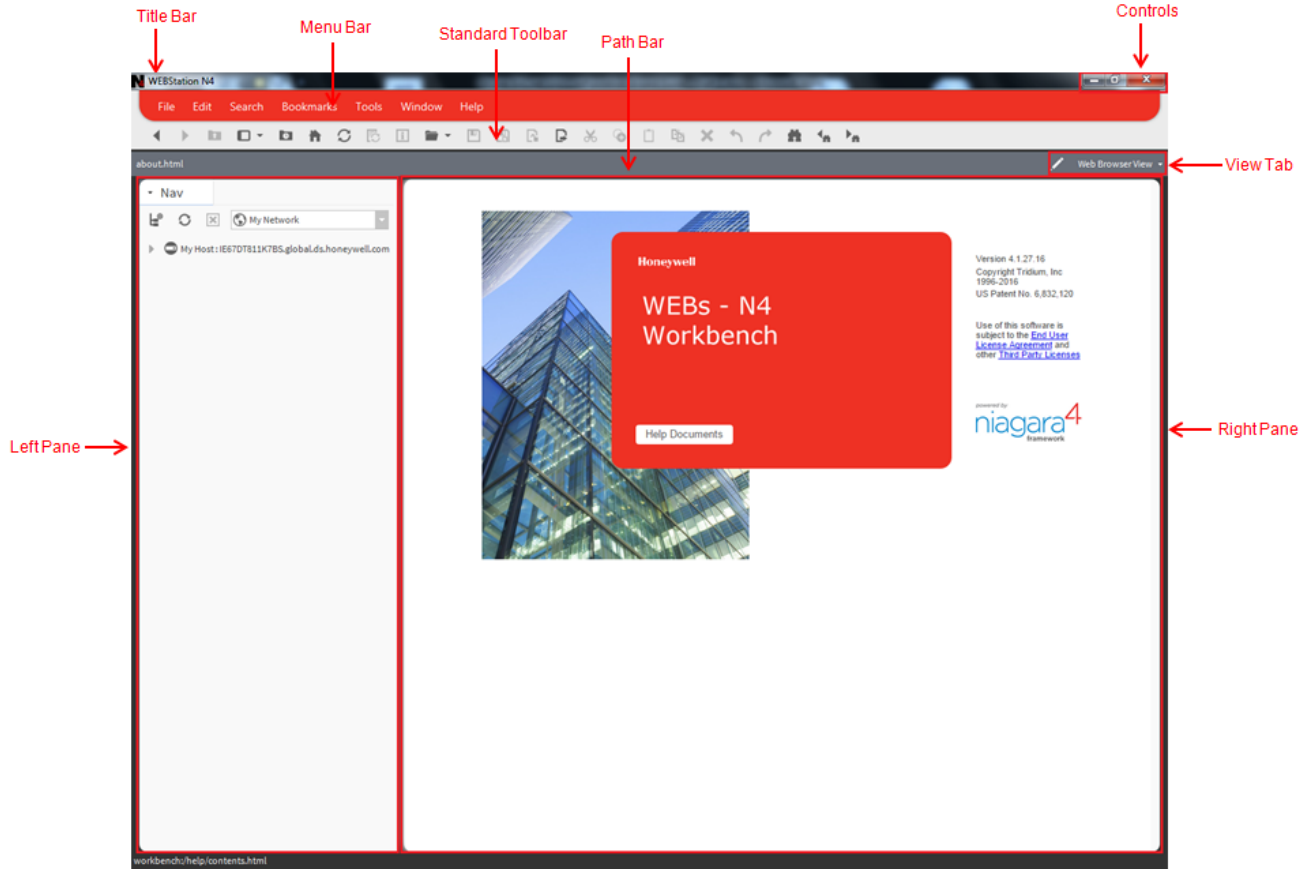 Title Bar
Menu Bar
Standard Toolbar
Path Bar
Controls
WEBStation N4
File Edit Search Bookmarks Tools Window Help
about.html
Web Browser View
View Tab
Nav
My Network
My Host : IE67DT811K7BS.global.ds.honeywell.com
Honeywell
WEBs - N4
Workbench
Help Documents
Version 4.1.27.16
Copyright Tridium, Inc
1996-2016
US Patent No. 6,832,120
Use of this software is
subject to the End User
License Agreement and
other Third Party Licenses
powered by
niagara4
framework
Left Pane
Right Pane
workbench:/help/contents.html